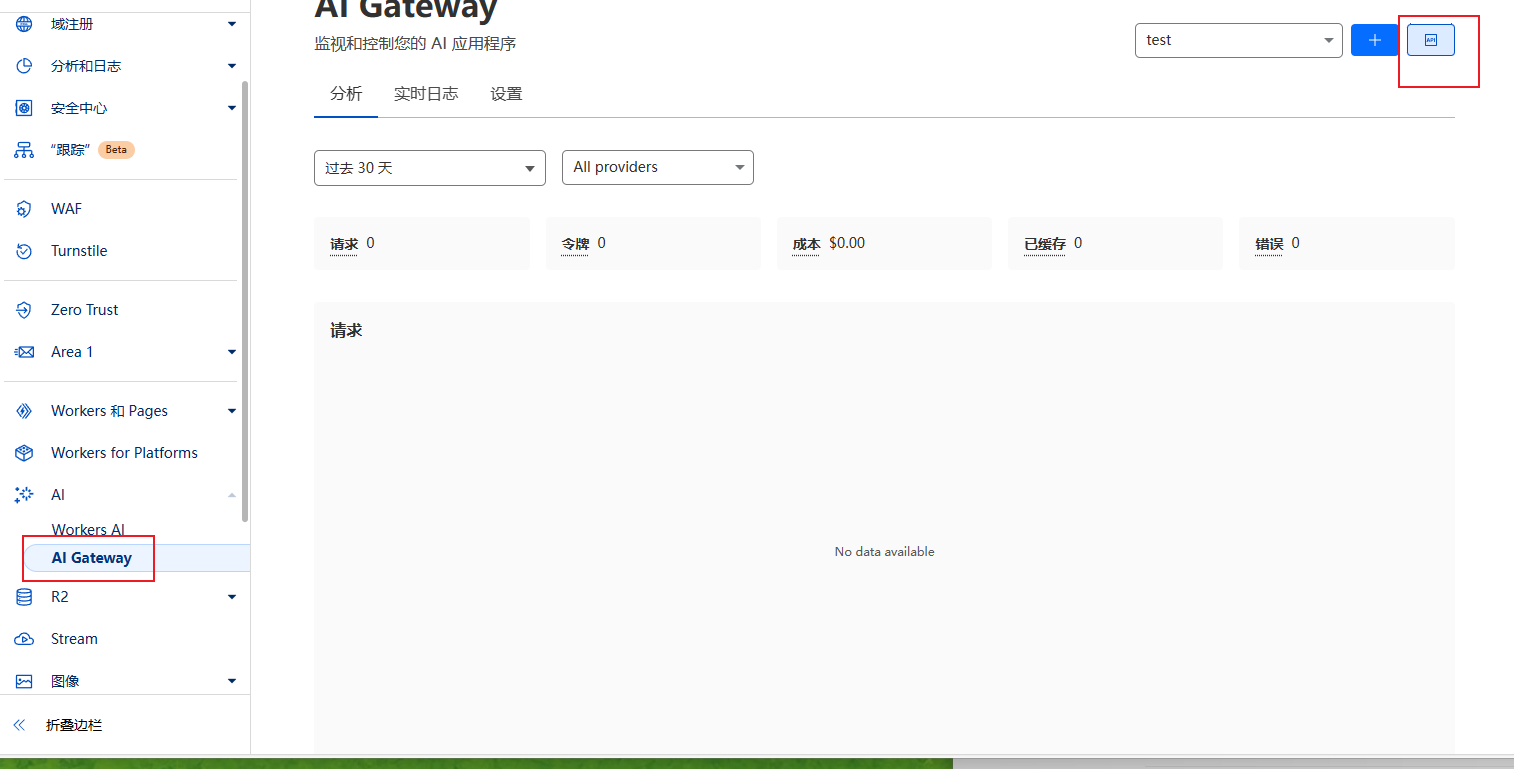 域注册
分析和日志
安全中心
“跟踪” Beta
WAF
Turnstile
Zero Trust
Area 1
Workers 和 Pages
Workers for Platforms
AI
Workers AI
AI Gateway
R2
Stream
图像
折叠边栏
AI Gateway
监视和控制您的 AI 应用程序
test
API
分析 实时日志 设置
过去 30 天 All providers
请求 0 令牌 0 成本 $0.00 已缓存 0 错误 0
请求
No data available